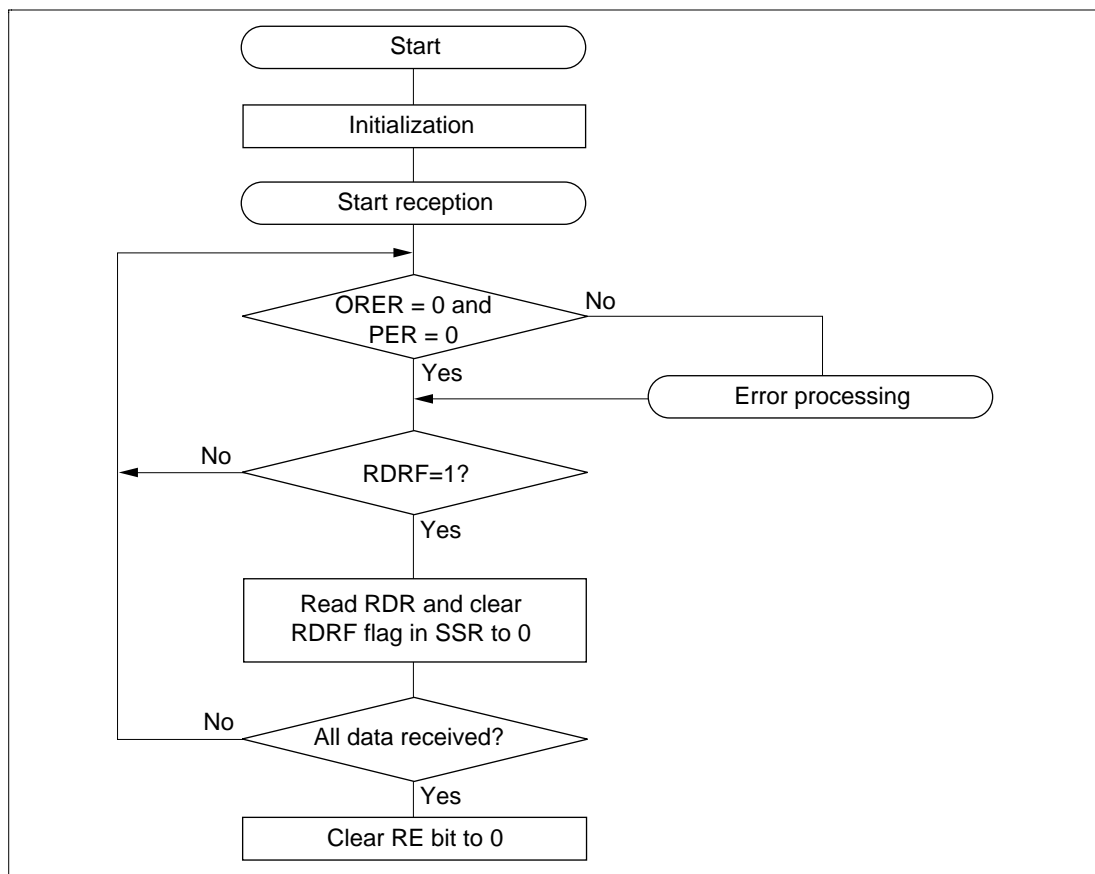 Start
Initialization
Start reception
ORER = 0 and
PER = 0
No
Yes
Error processing
No
RDRF=1?
Yes
Read RDR and clear
RDRF flag in SSR to 0
No
All data received?
Yes
Clear RE bit to 0